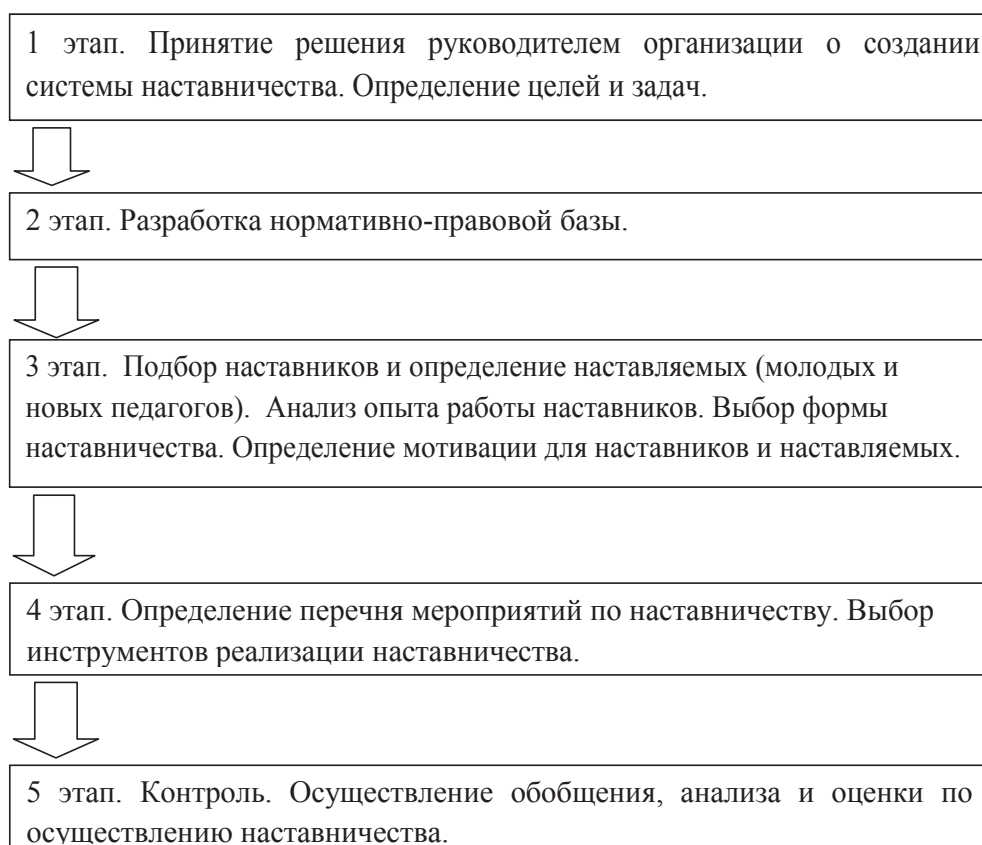 1 этап. Принятие решения руководителем организации о создании
системы наставничества. Определение целей и задач.
2 этап. Разработка нормативно-правовой базы.
3 этап. Подбор наставников и определение наставляемых (молодых и
новых педагогов). Анализ опыта работы наставников. Выбор формы
наставничества. Определение мотивации для наставников и наставляемых.
4 этап. Определение перечня мероприятий по наставничеству. Выбор
инструментов реализации наставничества.
5 этап. Контроль. Осуществление обобщения, анализа и оценки по
осуществлению наставничества.